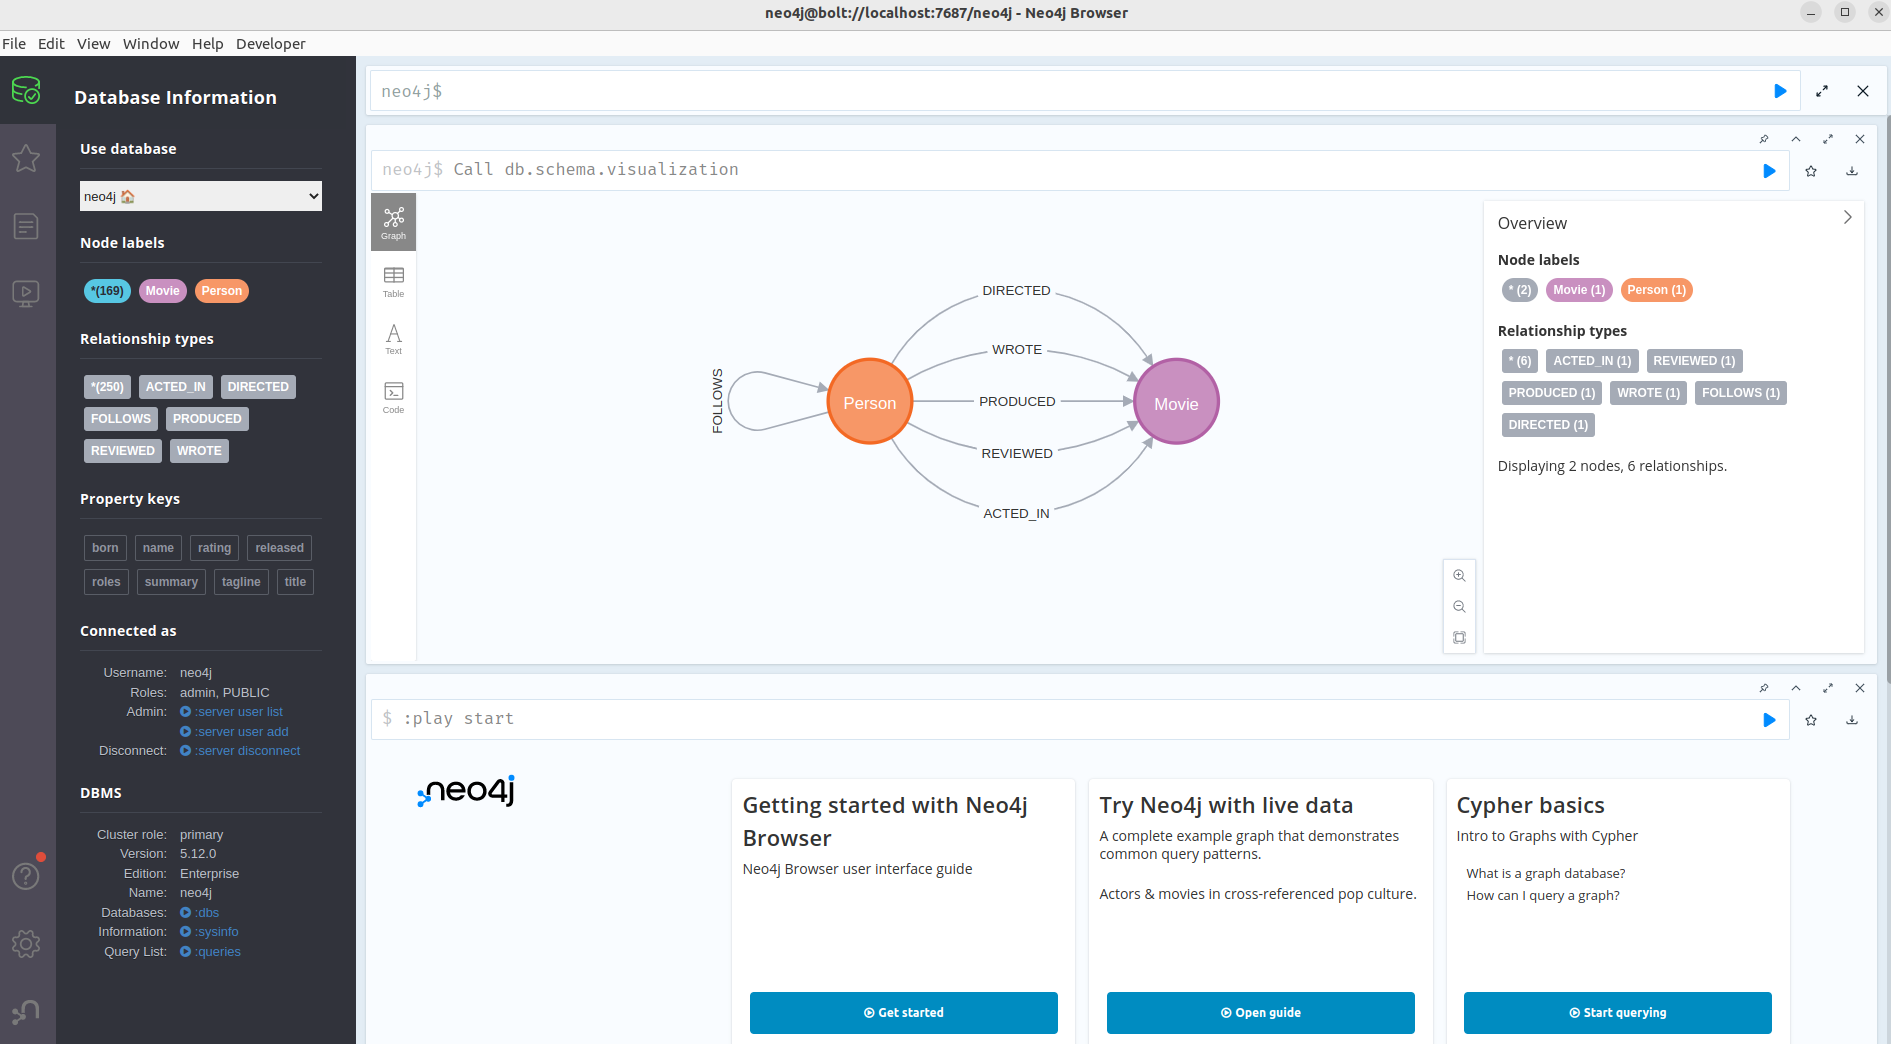 neo4j@bolt://localhost:7687/neo4j - Neo4j Browser
File Edit View Window Help Developer
Database Information
Use database
neo4j
Node labels
*(169) Movie Person
Relationship types
*(250) ACTED_IN DIRECTED
FOLLOWS PRODUCED
REVIEWED WROTE
Property keys
born name rating released
roles summary tagline title
Connected as
Username: neo4j
Roles: admin, PUBLIC
Admin: :server user list
:server user add
Disconnect: :server disconnect
DBMS
Cluster role: primary
Version: 5.12.0
Edition: Enterprise
Name: neo4j
Databases: :dbs
Information: :sysinfo
Query List: :queries
neo4j$
neo4j$ Call db.schema.visualization
Graph
Table
Text
Code
DIRECTED
WROTE
PRODUCED
REVIEWED
ACTED_IN
FOLLOWS
Person
Movie
Overview
Node labels
* (2) Movie (1) Person (1)
Relationship types
* (6) ACTED_IN (1) REVIEWED (1)
PRODUCED (1) WROTE (1) FOLLOWS (1)
DIRECTED (1)
Displaying 2 nodes, 6 relationships.
$ :play start
neo4j
Getting started with Neo4j
Browser
Neo4j Browser user interface guide
Get started
Try Neo4j with live data
A complete example graph that demonstrates
common query patterns.
Actors & movies in cross-referenced pop culture.
Open guide
Cypher basics
Intro to Graphs with Cypher
What is a graph database?
How can I query a graph?
Start querying